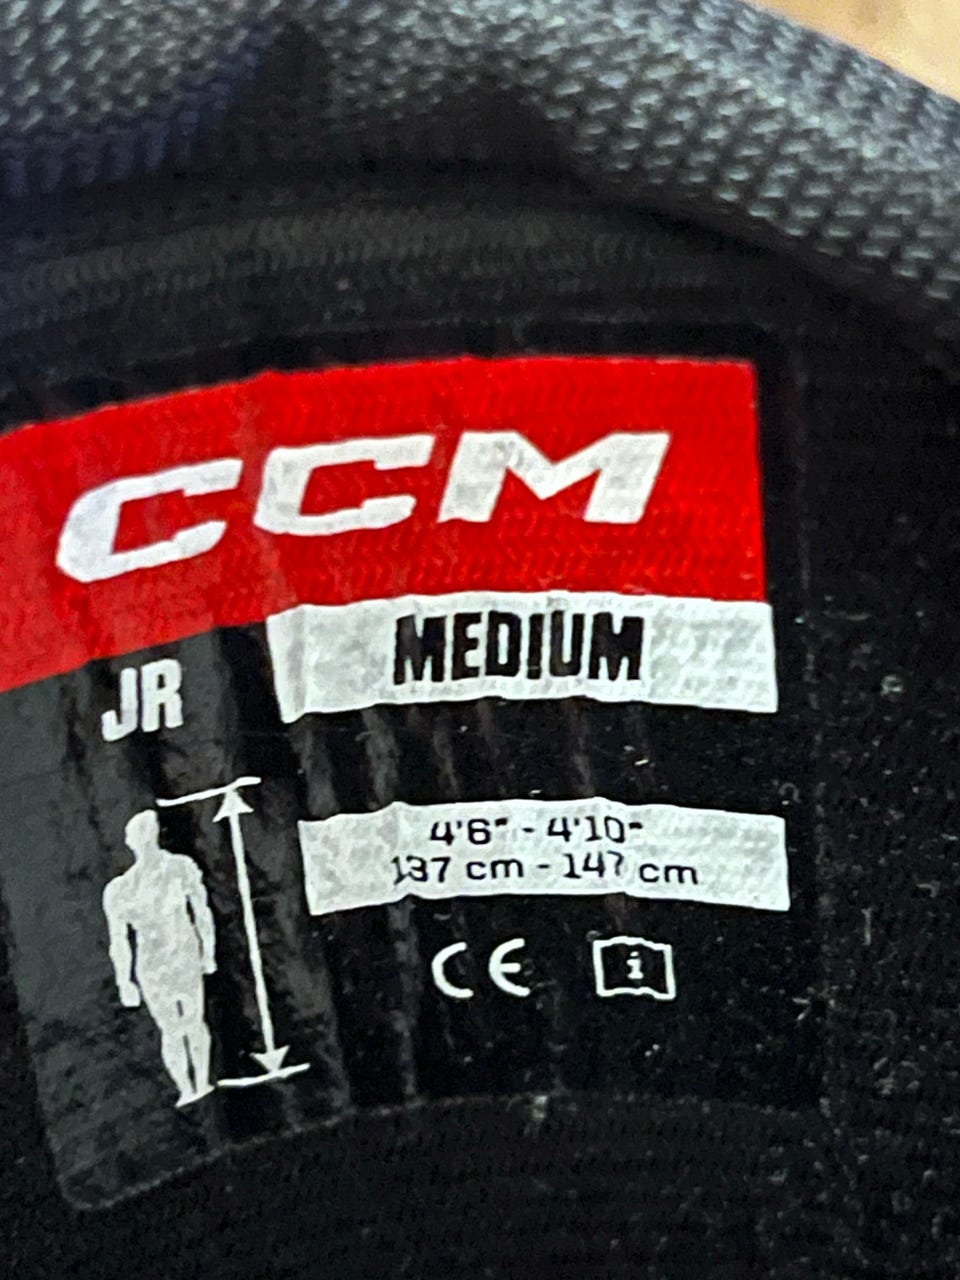 CCM
MEDIUM
JR
4'6" - 4'10"
137 cm - 147 cm
CE
i